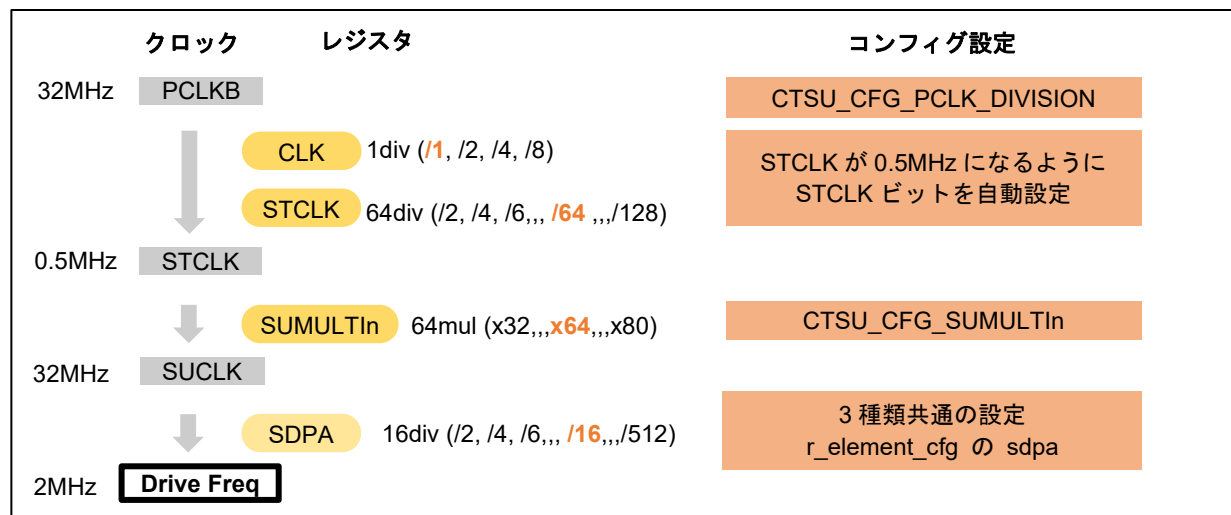 クロック レジスタ コンフィグ設定
32MHz PCLKB CTSU_CFG_PCLK_DIVISION
CLK 1div (/1, /2, /4, /8)
STCLK が 0.5MHz になるように
STCLK ビットを自動設定
STCLK 64div (/2, /4, /6,,, /64 ,,,/128)
0.5MHz STCLK
SUMULTIn 64mul (x32,,,x64,,,x80) CTSU_CFG_SUMULTIn
32MHz SUCLK
SDPA 16div (/2, /4, /6,,, /16,,,/512)
3 種類共通の設定
r_element_cfg の sdpa
2MHz Drive Freq